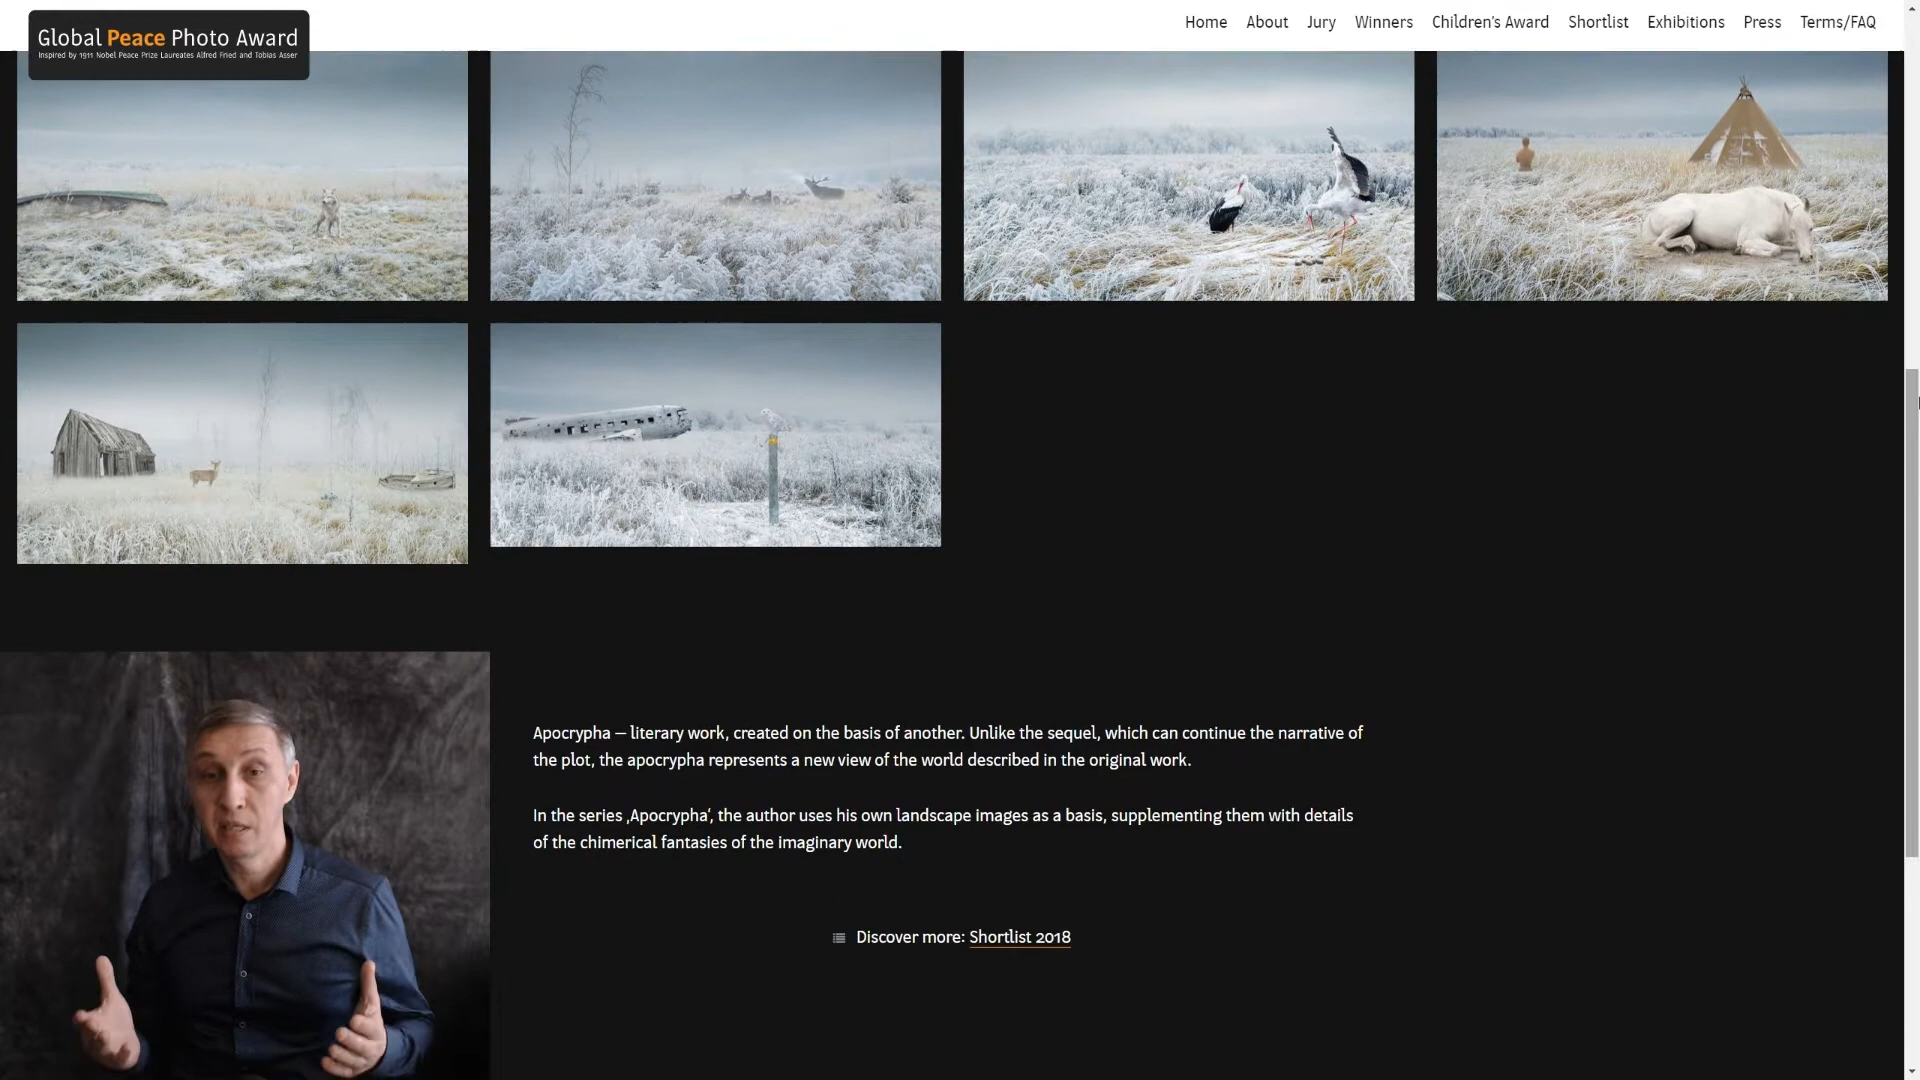 Global Peace Photo Award
Inspired by 1911 Nobel Peace Prize Laureates Alfred Fried and Tobias Asser
Home About Jury Winners Children's Award Shortlist Exhibitions Press Terms/FAQ
Apocrypha — literary work, created on the basis of another. Unlike the sequel, which can continue the narrative of
the plot, the apocrypha represents a new view of the world described in the original work.
In the series ‚Apocrypha‘, the author uses his own landscape images as a basis, supplementing them with details
of the chimerical fantasies of the imaginary world.
Discover more: Shortlist 2018